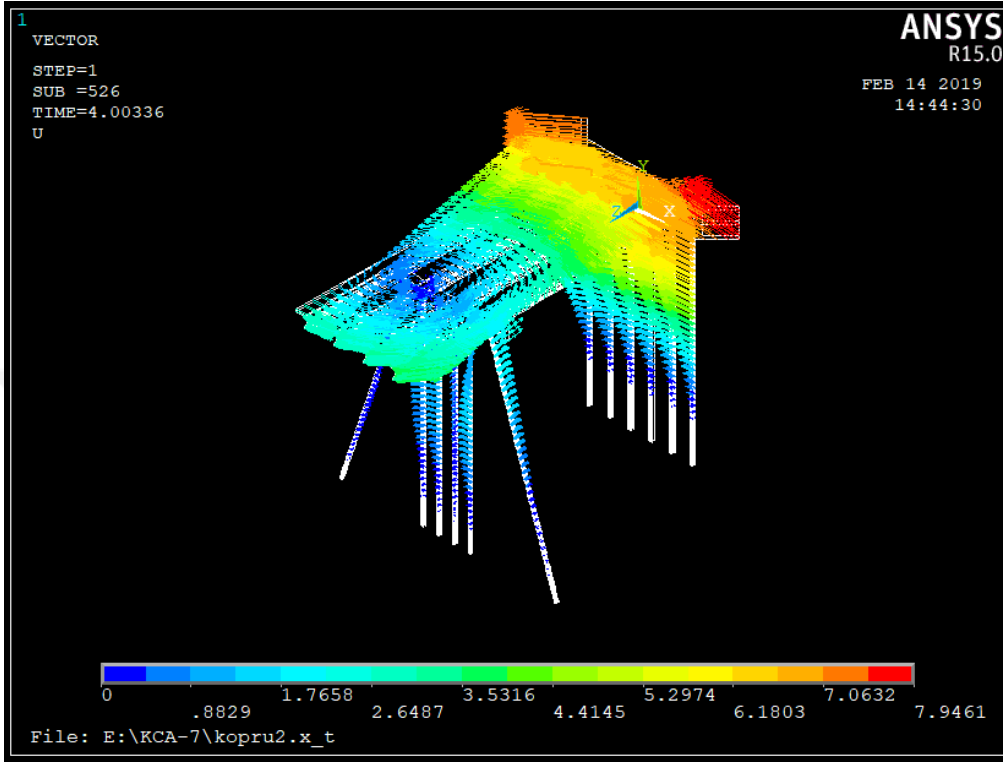 1
VECTOR
STEP=1
SUB =526
TIME=4.00336
U
ANSYS
R15.0
FEB 14 2019
14:44:30
Y
Z
X
0
1.7658
3.5316
5.2974
7.0632
.8829
2.6487
4.4145
6.1803
7.9461
File: E:\KCA-7\kopru2.x_t